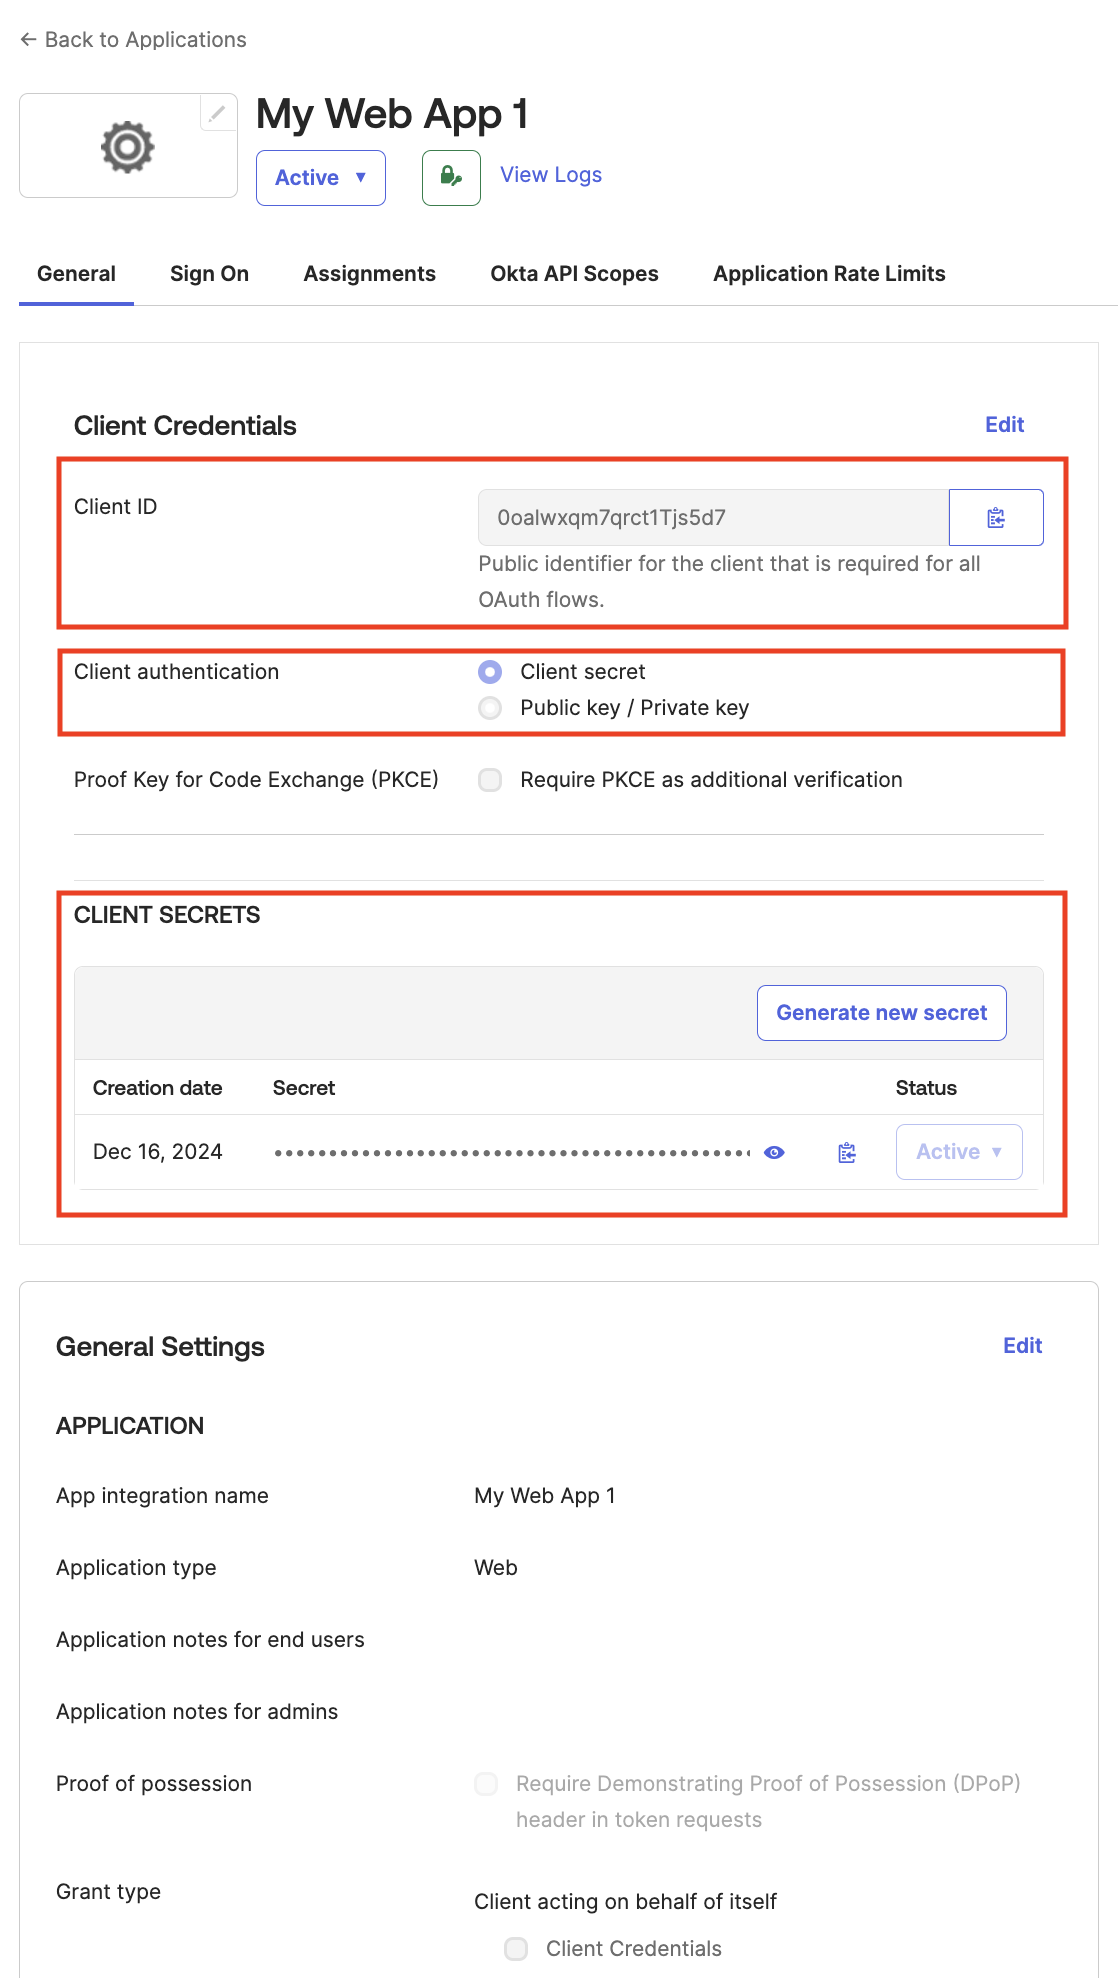 ← Back to Applications
My Web App 1
Active ▼
View Logs
General Sign On Assignments Okta API Scopes Application Rate Limits
Client Credentials Edit
Client ID 0oalwxqm7qrct1Tjs5d7
Public identifier for the client that is required for all
OAuth flows.
Client authentication Client secret
Public key / Private key
Proof Key for Code Exchange (PKCE) Require PKCE as additional verification
CLIENT SECRETS
Generate new secret
Creation date Secret Status
Dec 16, 2024 •••••••••••••••••••••••••••••••••••••••••••• Active ▼
General Settings Edit
APPLICATION
App integration name My Web App 1
Application type Web
Application notes for end users
Application notes for admins
Proof of possession Require Demonstrating Proof of Possession (DPoP)
header in token requests
Grant type Client acting on behalf of itself
Client Credentials